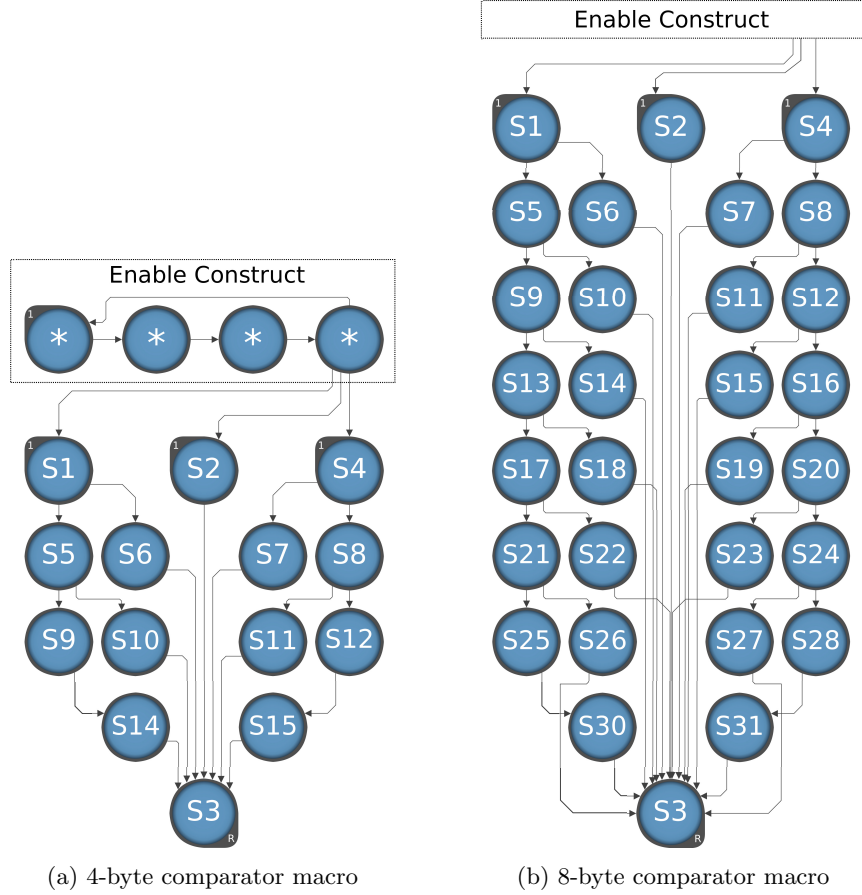 Enable Construct
1 * * * *
1 S1 1 S2 1 S4
S5 S6 S7 S8
S9 S10 S11 S12
S14 S15
S3 R
(a) 4-byte comparator macro
Enable Construct
1 S1 1 S2 1 S4
S5 S6 S7 S8
S9 S10 S11 S12
S13 S14 S15 S16
S17 S18 S19 S20
S21 S22 S23 S24
S25 S26 S27 S28
S30 S31
S3 R
(b) 8-byte comparator macro